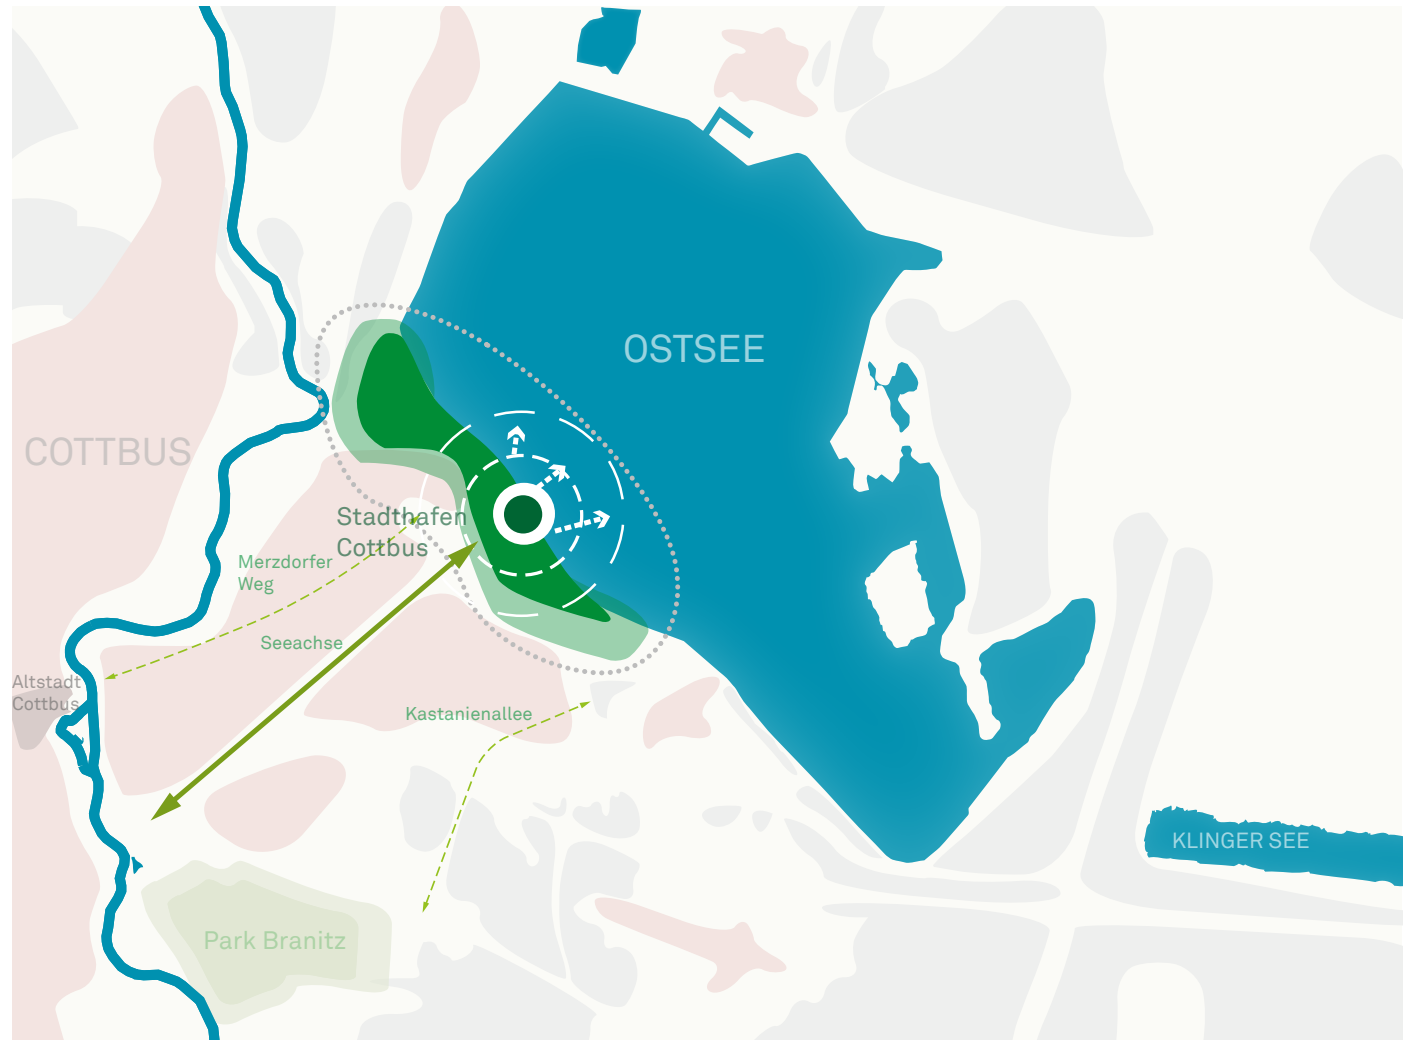 OSTSEE
COTTBUS
Stadthafen
Cottbus
Merzdorfer
Weg
Seeachse
Altstadt
Cottbus
Kastanienallee
KLINGER SEE
Park Branitz